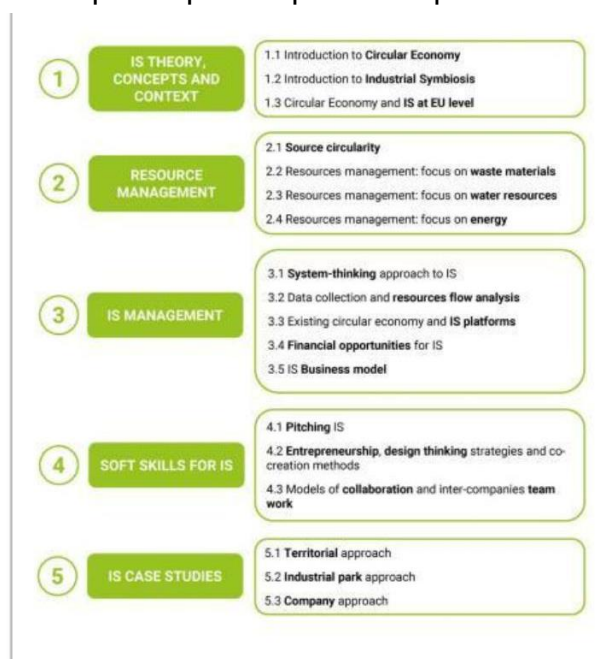 1
IS THEORY,
CONCEPTS AND
CONTEXT
1.1 Introduction to Circular Economy
1.2 Introduction to Industrial Symbiosis
1.3 Circular Economy and IS at EU level
2
RESOURCE
MANAGEMENT
2.1 Source circularity
2.2 Resources management: focus on waste materials
2.3 Resources management: focus on water resources
2.4 Resources management: focus on energy
3
IS MANAGEMENT
3.1 System-thinking approach to IS
3.2 Data collection and resources flow analysis
3.3 Existing circular economy and IS platforms
3.4 Financial opportunities for IS
3.5 IS Business model
4
SOFT SKILLS FOR IS
4.1 Pitching IS
4.2 Entrepreneurship, design thinking strategies and co-
creation methods
4.3 Models of collaboration and inter-companies team
work
5
IS CASE STUDIES
5.1 Territorial approach
5.2 Industrial park approach
5.3 Company approach